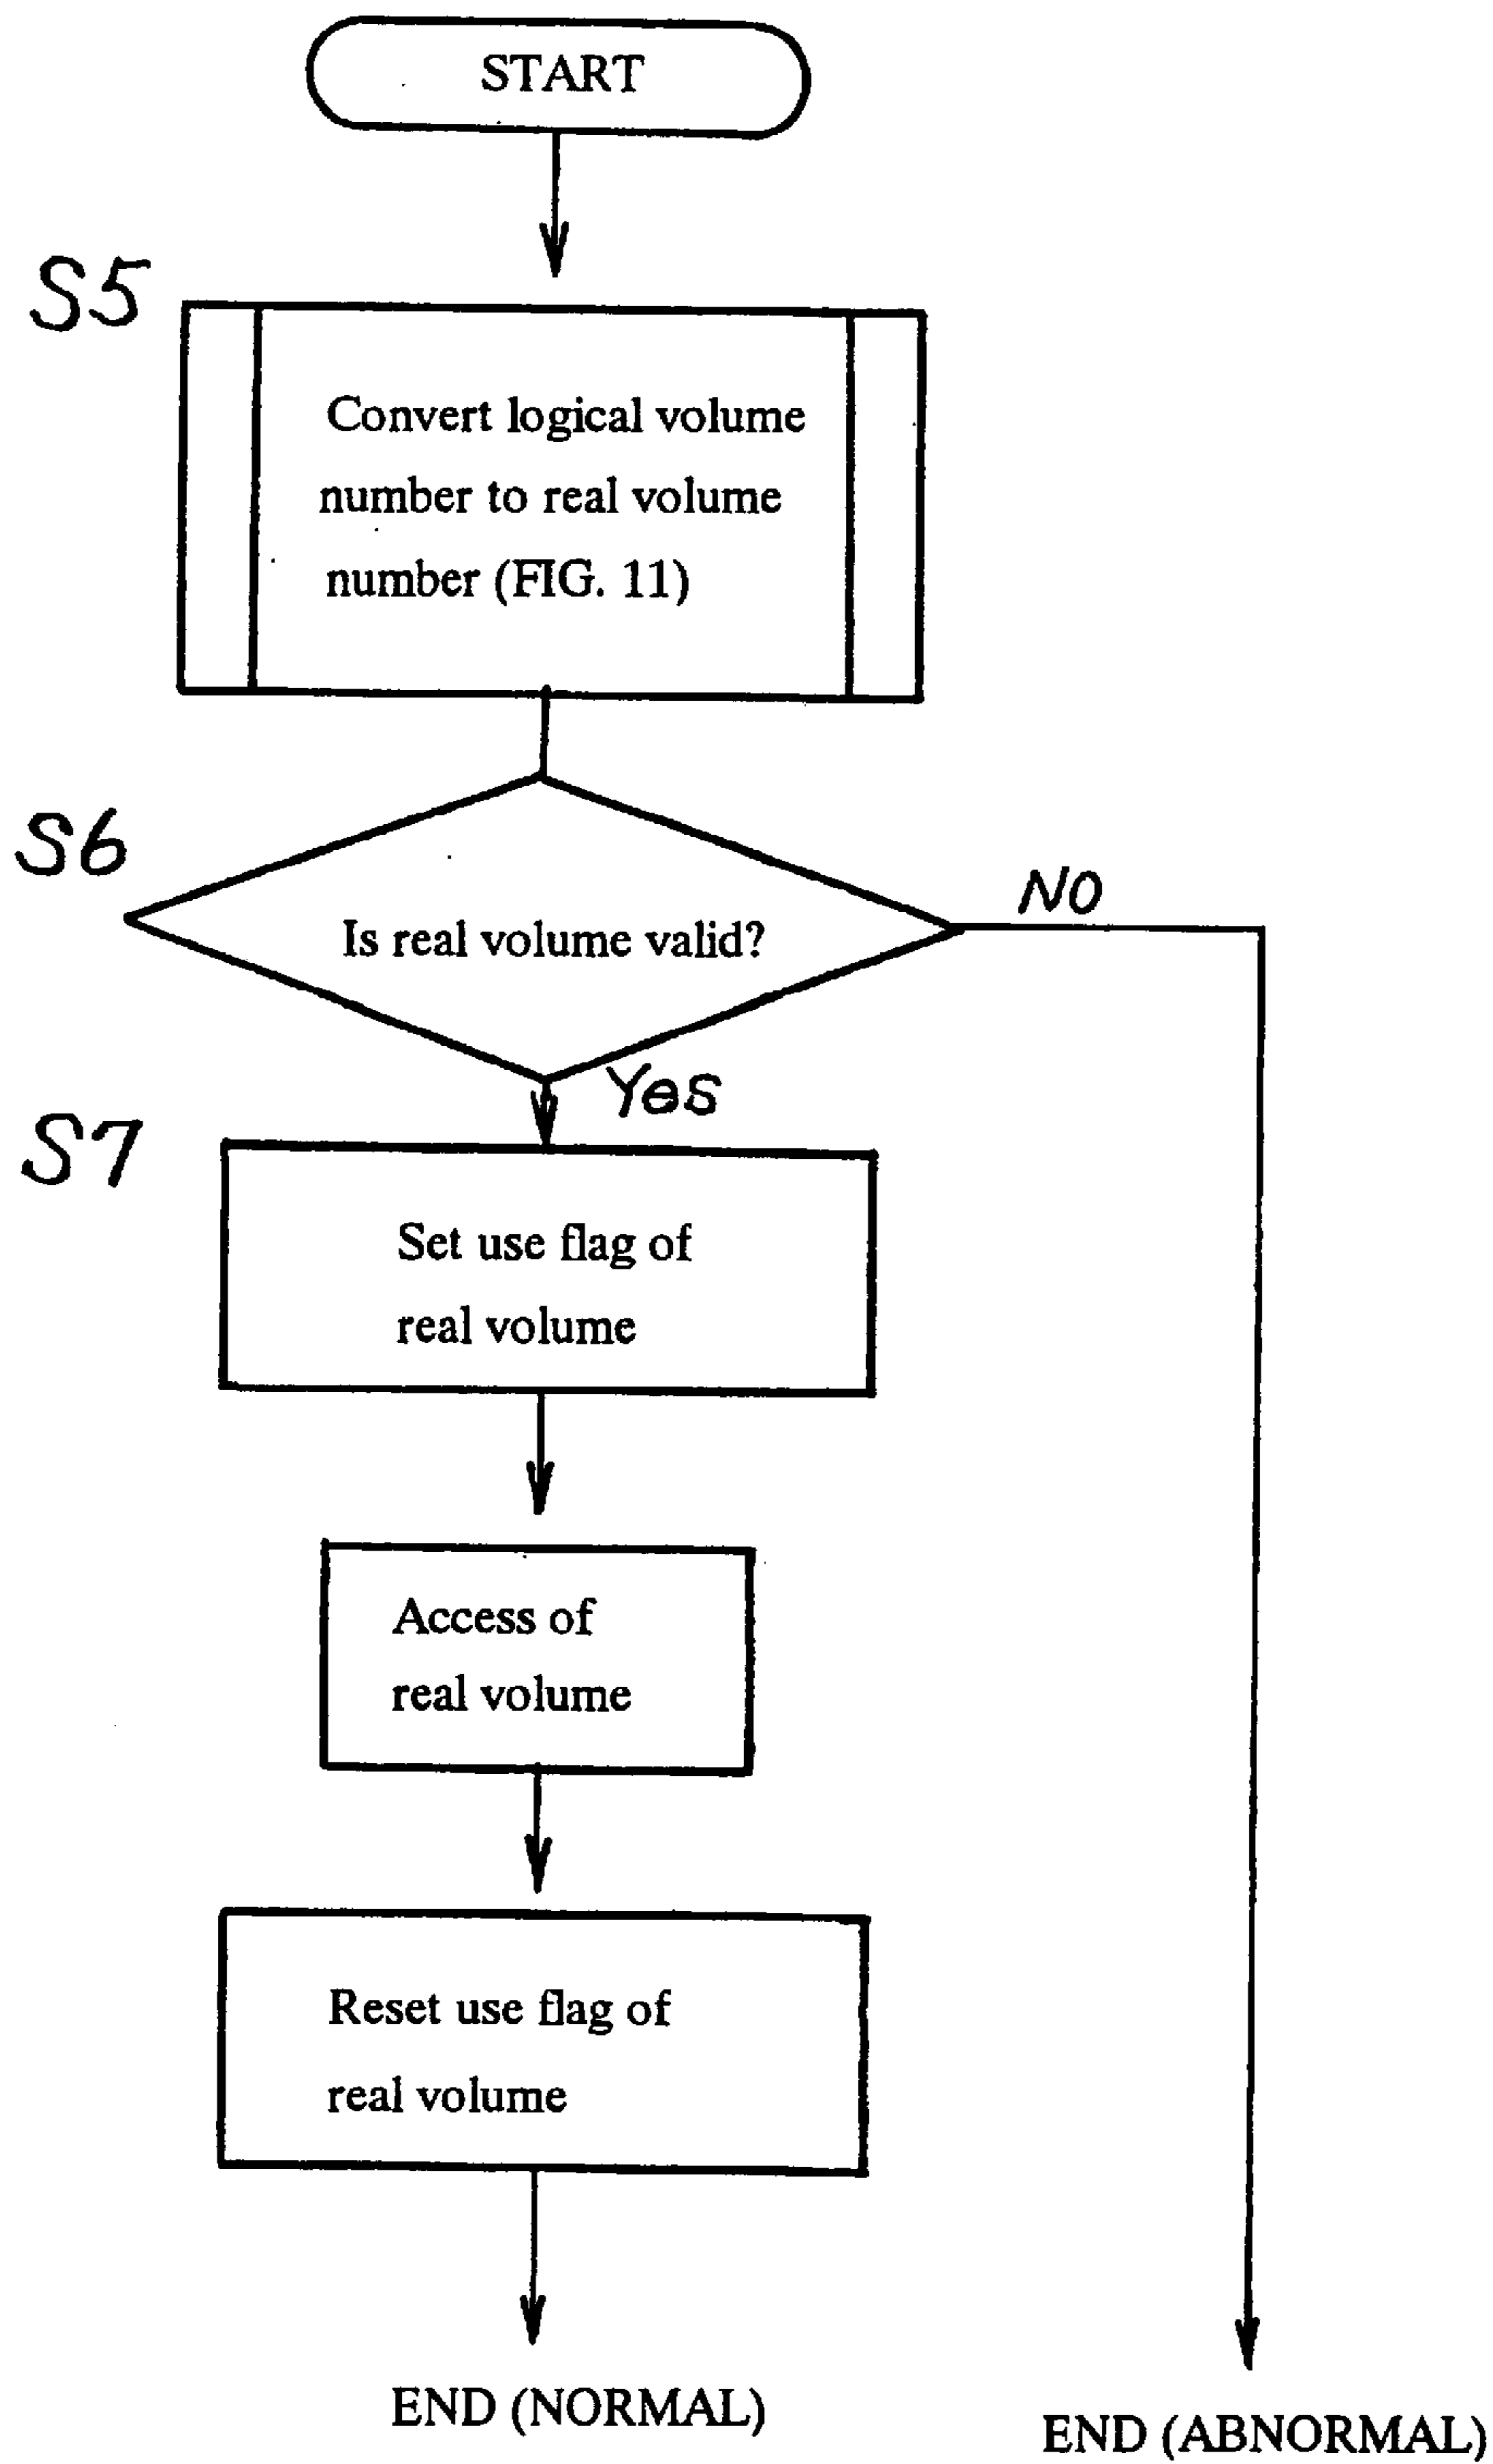 START
S5
Convert logical volume
number to real volume
number (FIG. 11)
S6
Is real volume valid?
NO
Yes
S7
Set use flag of
real volume
Access of
real volume
Reset use flag of
real volume
END (NORMAL)
END (ABNORMAL)